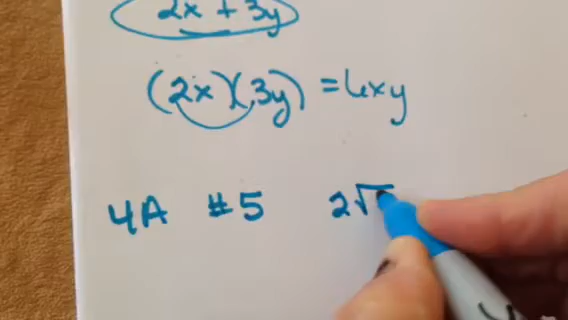 2x + 3y
(2x)(3y) = 6xy
4A #5 2√